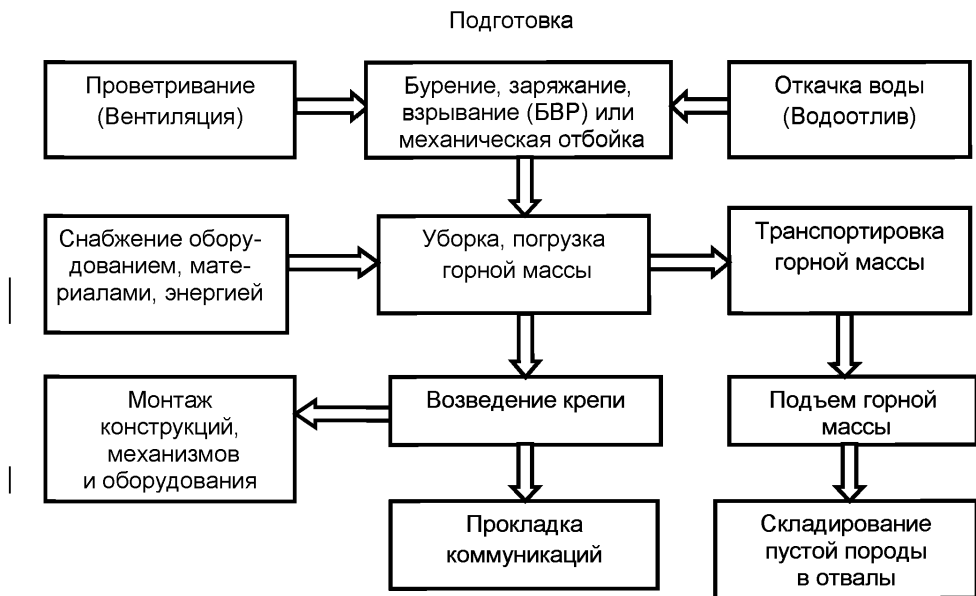 Подготовка
Проветривание
(Вентиляция)
Бурение, заряжание,
взрывание (БВР) или
механическая отбойка
Откачка воды
(Водоотлив)
Снабжение обору-
дованием, мате-
риалами, энергией
Уборка, погрузка
горной массы
Транспортировка
горной массы
Монтаж
конструкций,
механизмов
и оборудования
Возведение крепи
Подъем горной
массы
Прокладка
коммуникаций
Складирование
пустой породы
в отвалы